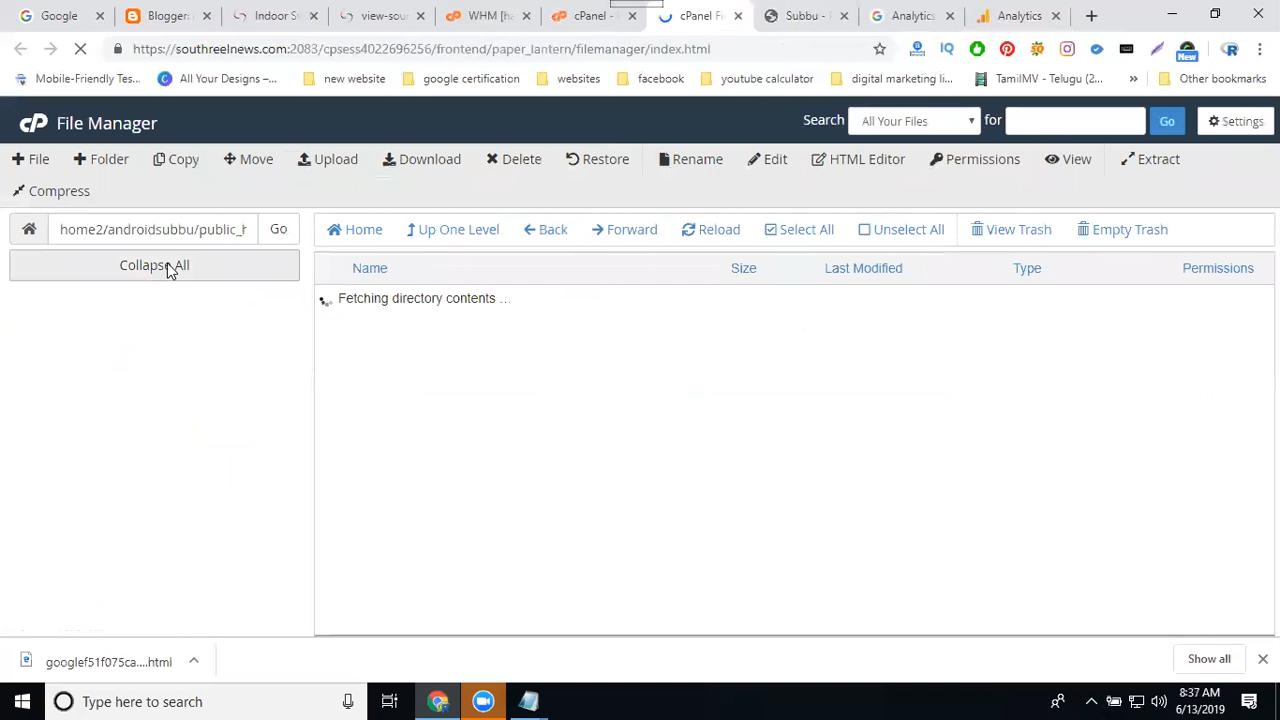 Google
Blogger:
Indoor S
view-sour
WHM [ha
cPanel -
cPanel Fi
Subbu -
Analytics
Analytics
https://southreelnews.com:2083/cpsess4022696256/frontend/paper_lantern/filemanager/index.html
New
Mobile-Friendly Tes...
All Your Designs –...
new website
google certification
websites
facebook
youtube calculator
digital marketing li...
TamilMV - Telugu (2...
»
Other bookmarks
cP File Manager
Search All Your Files for Go Settings
File Folder Copy Move Upload Download Delete Restore Rename Edit HTML Editor Permissions View Extract
Compress
home2/androidsubbu/public_h Go
Home Up One Level Back Forward Reload Select All Unselect All View Trash Empty Trash
Collapse All
Name Size Last Modified Type Permissions
Fetching directory contents ...
googlef51f075ca....html
Show all
Type here to search
8:37 AM
6/13/2019